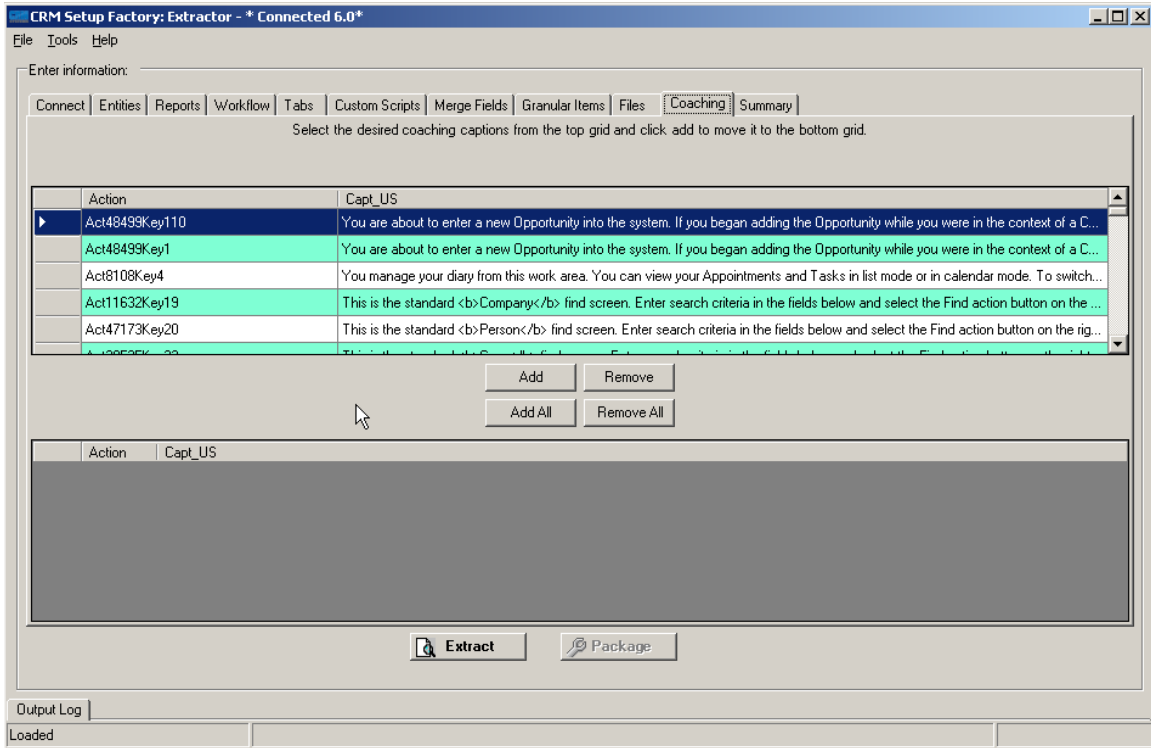 CRM Setup Factory: Extractor - * Connected 6.0*
File Tools Help
Enter information:
Connect Entities Reports Workflow Tabs Custom Scripts Merge Fields Granular Items Files Coaching Summary
Select the desired coaching captions from the top grid and click add to move it to the bottom grid.
Action Capt_US
Act48499Key110 You are about to enter a new Opportunity into the system. If you began adding the Opportunity while you were in the context of a C...
Act48499Key1 You are about to enter a new Opportunity into the system. If you began adding the Opportunity while you were in the context of a C...
Act8108Key4 You manage your diary from this work area. You can view your Appointments and Tasks in list mode or in calendar mode. To switch...
Act11632Key19 This is the standard <b>Company</b> find screen. Enter search criteria in the fields below and select the Find action button on the ...
Act47173Key20 This is the standard <b>Person</b> find screen. Enter search criteria in the fields below and select the Find action button on the rig...
Add Remove
Add All Remove All
Action Capt_US
Extract Package
Output Log
Loaded